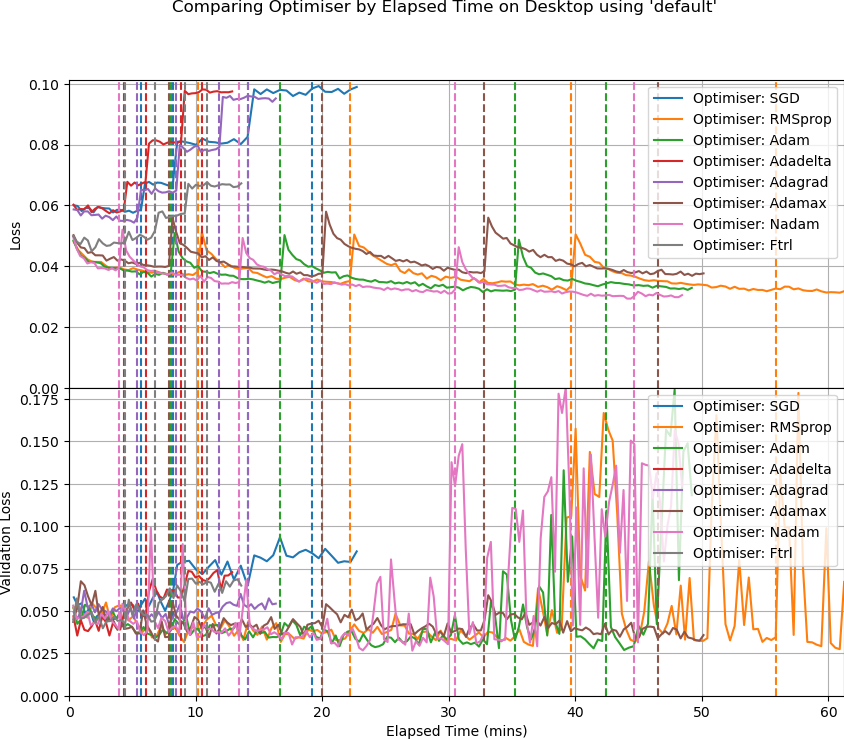 Comparing Optimiser by Elapsed Time on Desktop using 'default'
0.10
0.08
0.06
0.04
0.02
0.00
Loss
Optimiser: SGD
Optimiser: RMSprop
Optimiser: Adam
Optimiser: Adadelta
Optimiser: Adagrad
Optimiser: Adamax
Optimiser: Nadam
Optimiser: Ftrl
0.175
0.150
0.125
0.100
0.075
0.050
0.025
0.000
Validation Loss
Optimiser: SGD
Optimiser: RMSprop
Optimiser: Adam
Optimiser: Adadelta
Optimiser: Adagrad
Optimiser: Adamax
Optimiser: Nadam
Optimiser: Ftrl
0 10 20 30 40 50 60
Elapsed Time (mins)